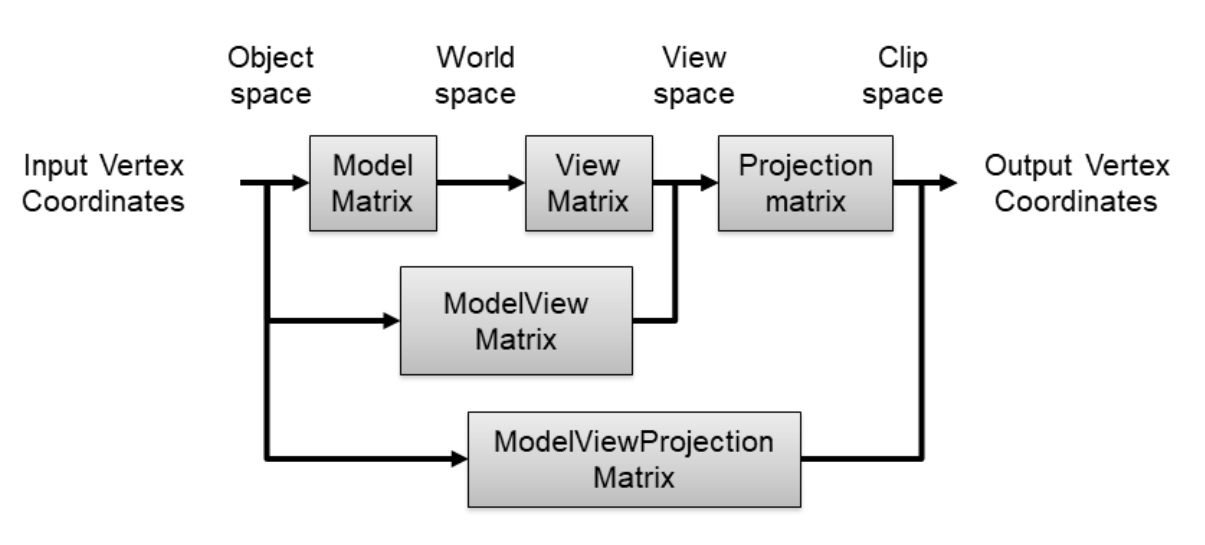 Object
space
World
space
View
space
Clip
space
Input Vertex
Coordinates
Model
Matrix
View
Matrix
Projection
matrix
Output Vertex
Coordinates
ModelView
Matrix
ModelViewProjection
Matrix